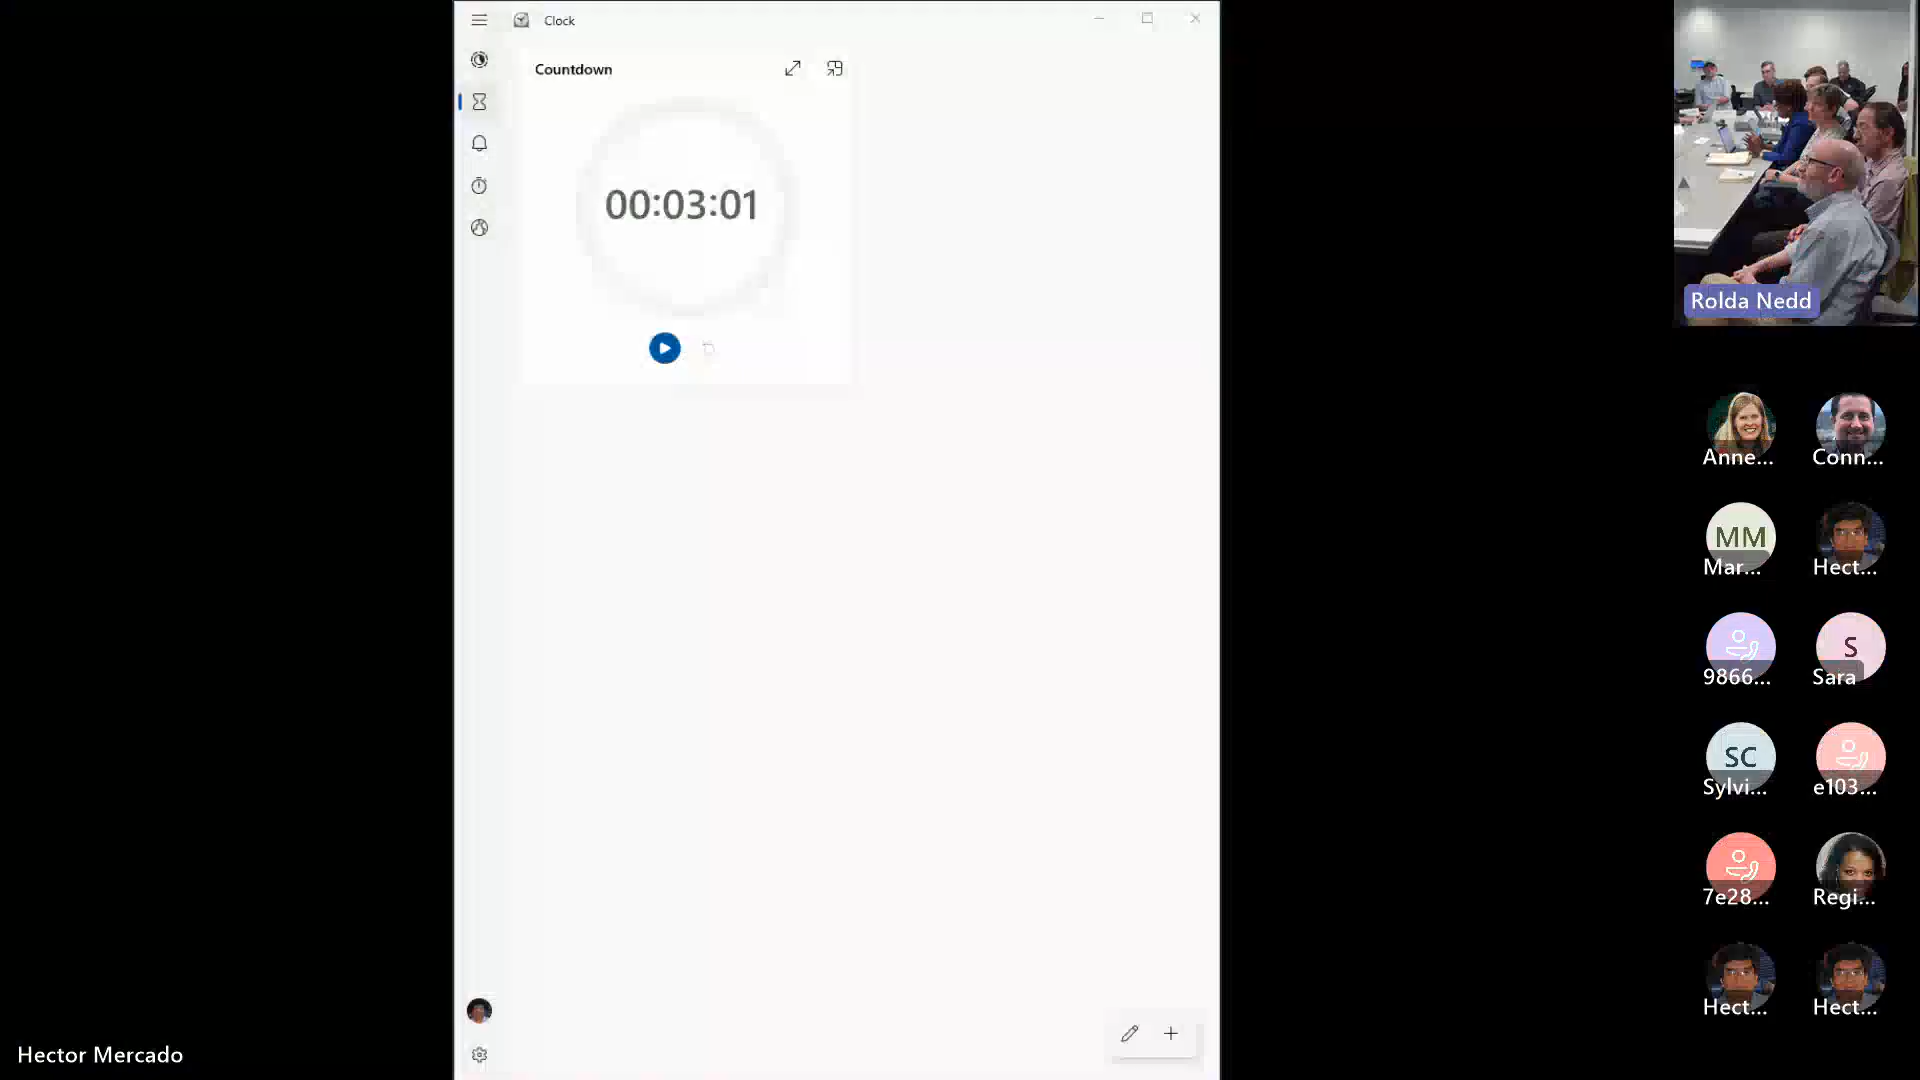 Clock
Countdown
00:03:01
Rolda Nedd
Anne...
Conn...
MM
Mar...
Hect...
9866...
S
Sara
SC
Sylvi...
e103...
7e28...
Regi...
Hect...
Hect...
Hector Mercado